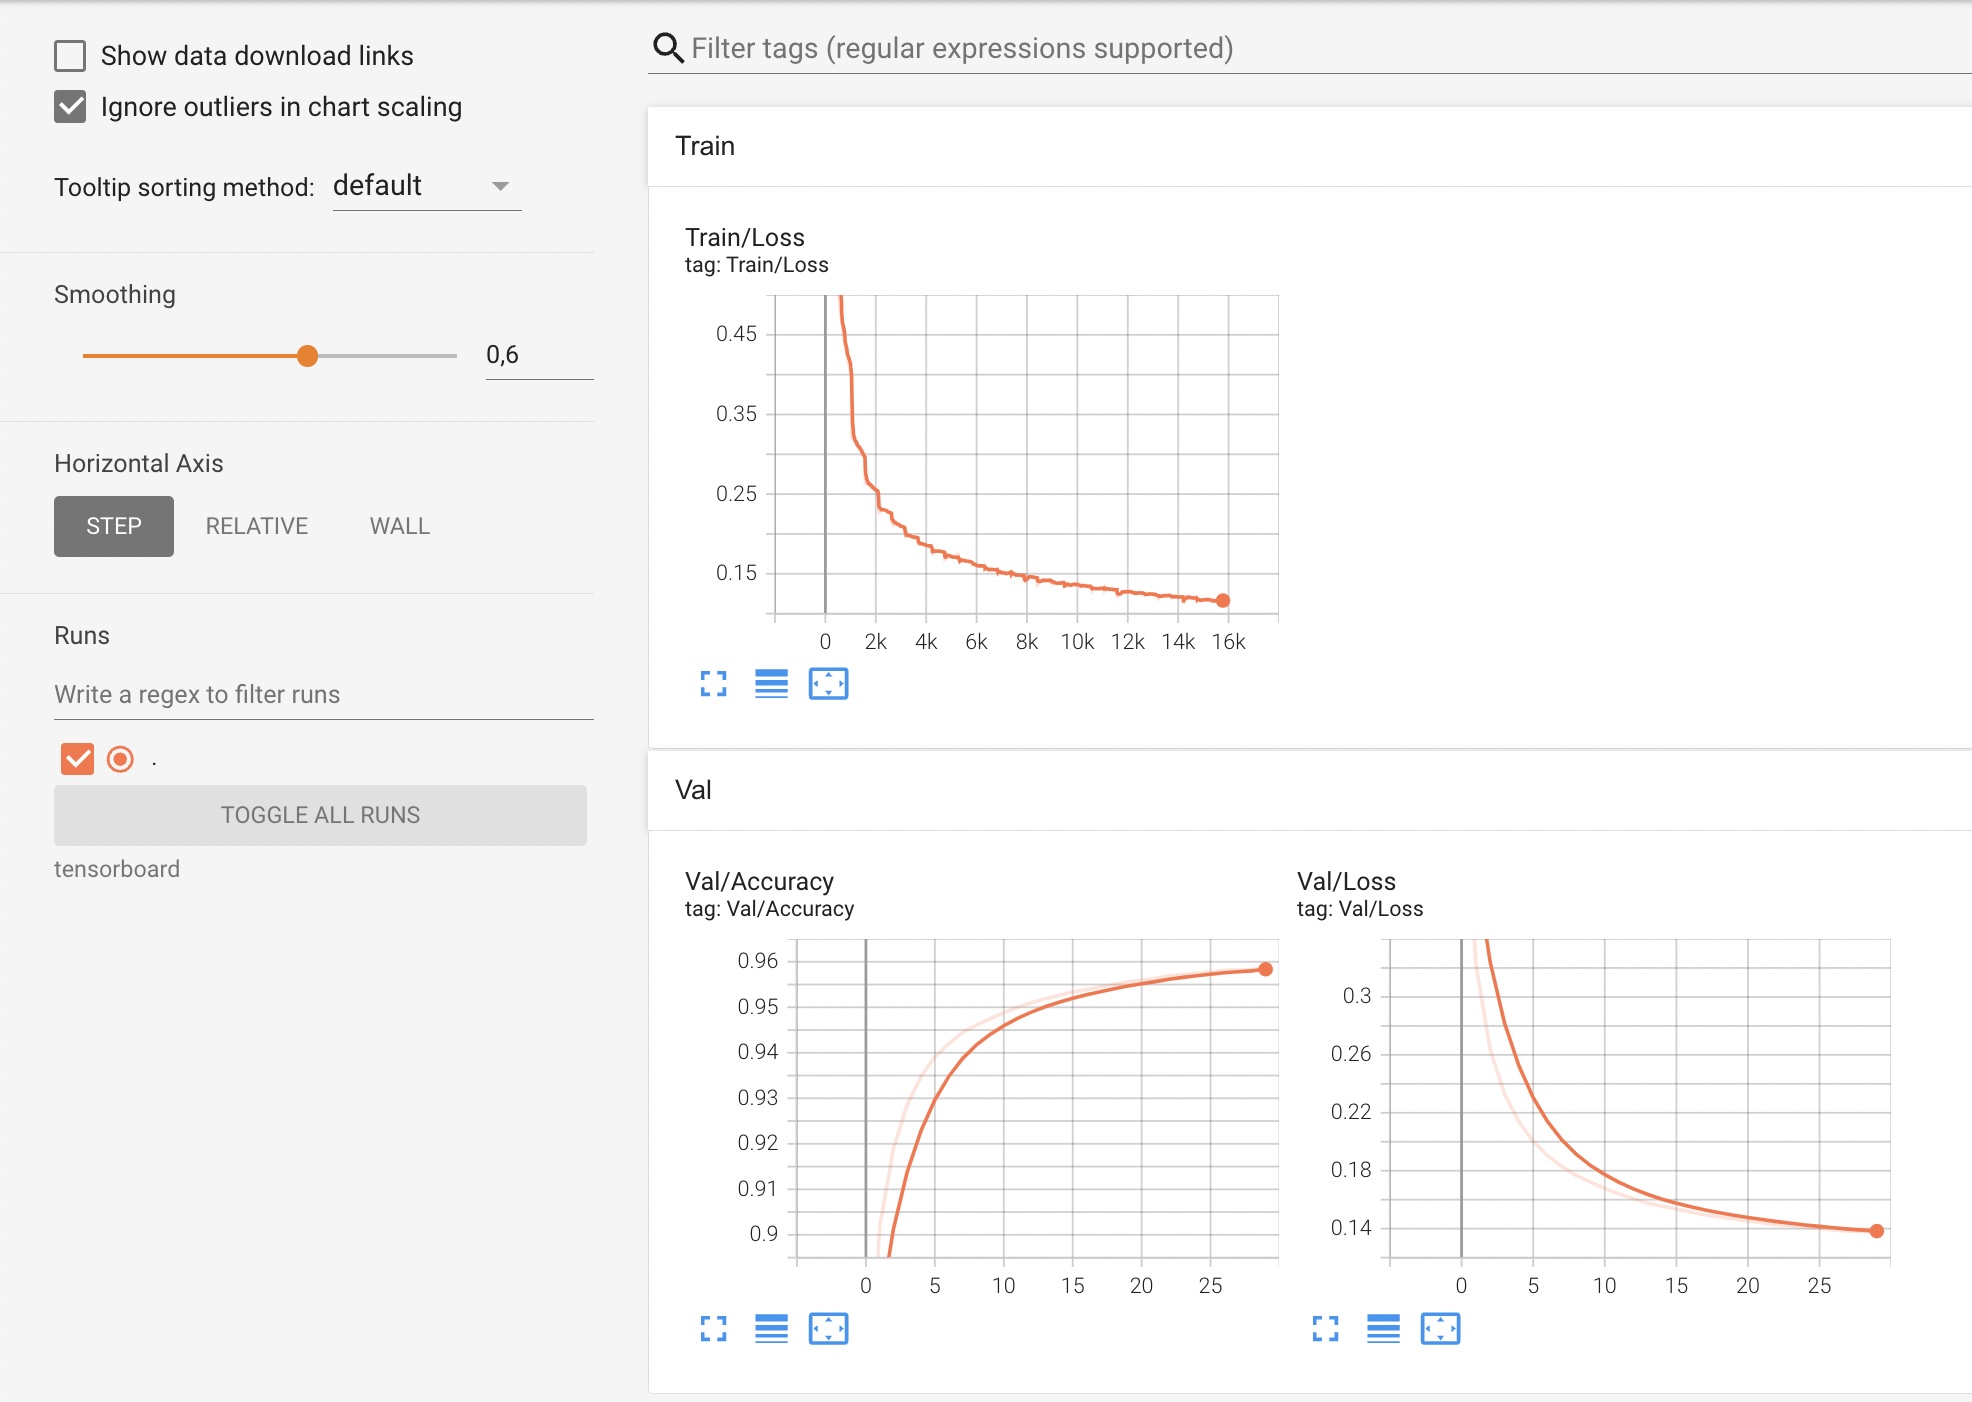 Show data download links
Ignore outliers in chart scaling
Tooltip sorting method: default
Smoothing
0,6
Horizontal Axis
STEP RELATIVE WALL
Runs
Write a regex to filter runs
.
TOGGLE ALL RUNS
tensorboard
Filter tags (regular expressions supported)
Train
Train/Loss
tag: Train/Loss
0.45
0.35
0.25
0.15
0 2k 4k 6k 8k 10k 12k 14k 16k
Val
Val/Accuracy
tag: Val/Accuracy
0.96
0.95
0.94
0.93
0.92
0.91
0.9
0 5 10 15 20 25
Val/Loss
tag: Val/Loss
0.3
0.26
0.22
0.18
0.14
0 5 10 15 20 25